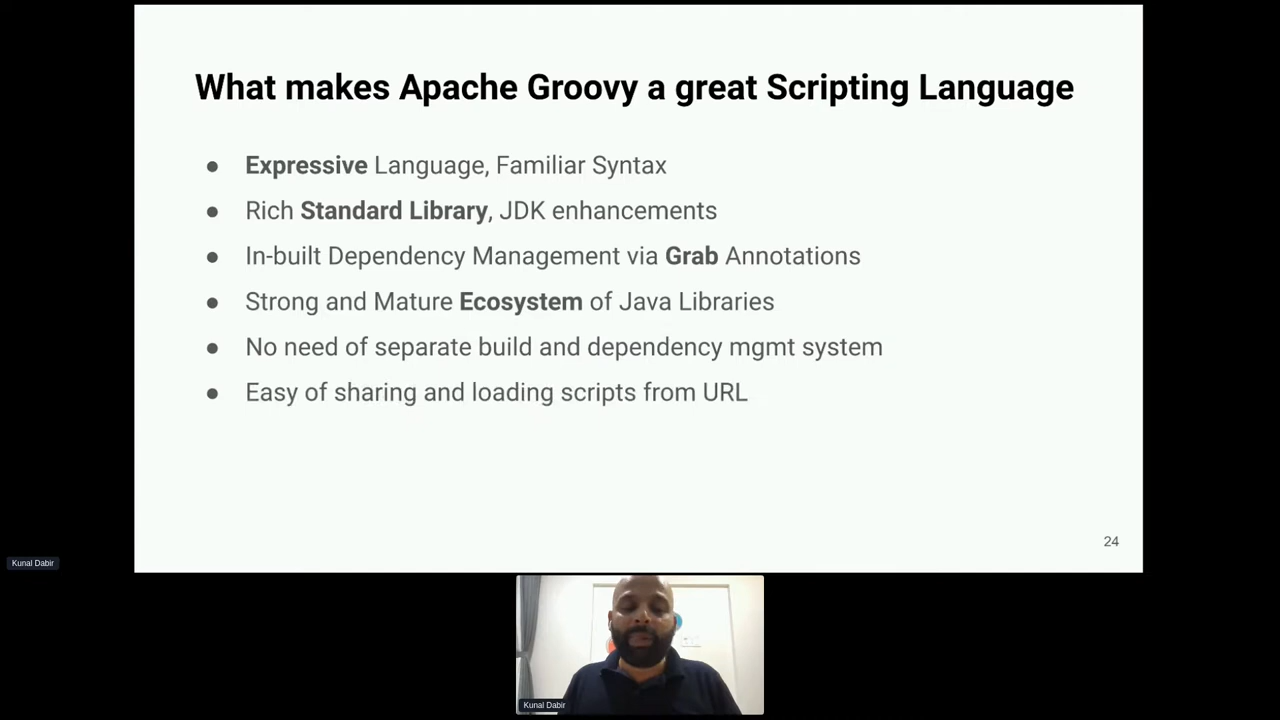 What makes Apache Groovy a great Scripting Language
● Expressive Language, Familiar Syntax
● Rich Standard Library, JDK enhancements
● In-built Dependency Management via Grab Annotations
● Strong and Mature Ecosystem of Java Libraries
● No need of separate build and dependency mgmt system
● Easy of sharing and loading scripts from URL
24
Kunal Dabir
Kunal Dabir